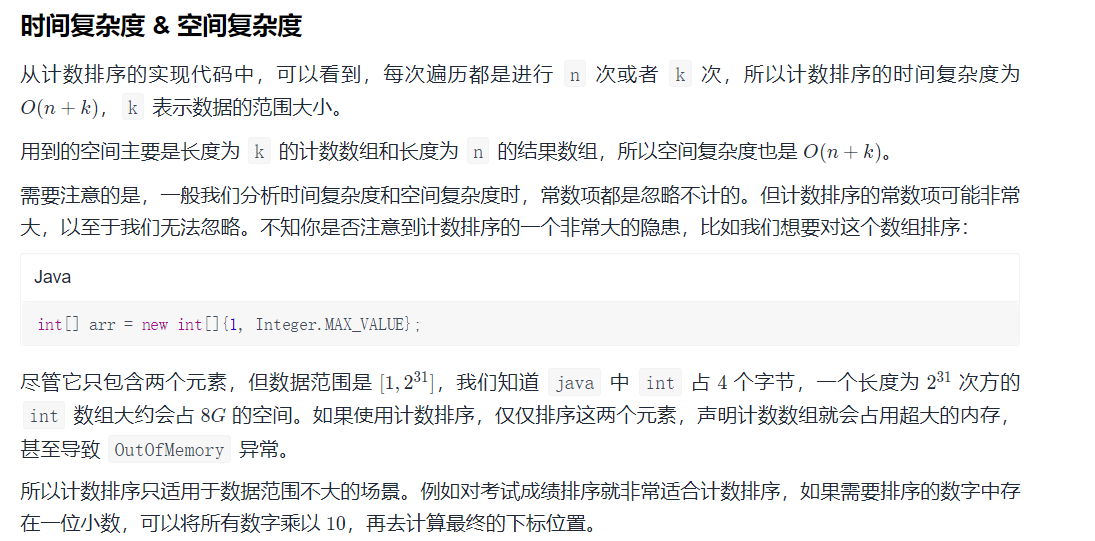 时间复杂度 & 空间复杂度
从计数排序的实现代码中，可以看到，每次遍历都是进行 n 次或者 k 次，所以计数排序的时间复杂度为
O(n + k)， k 表示数据的范围大小。
用到的空间主要是长度为 k 的计数数组和长度为 n 的结果数组，所以空间复杂度也是 O(n + k)。
需要注意的是，一般我们分析时间复杂度和空间复杂度时，常数项都是忽略不计的。但计数排序的常数项可能非常
大，以至于我们无法忽略。不知你是否注意到计数排序的一个非常大的隐患，比如我们想要对这个数组排序：
Java
int[] arr = new int[]{1, Integer.MAX_VALUE};
尽管它只包含两个元素，但数据范围是 [1, 2³¹]，我们知道 java 中 int 占 4 个字节，一个长度为 2³¹ 次方的
int 数组大约会占 8G 的空间。如果使用计数排序，仅仅排序这两个元素，声明计数数组就会占用超大的内存，
甚至导致 OutOfMemory 异常。
所以计数排序只适用于数据范围不大的场景。例如对考试成绩排序就非常适合计数排序，如果需要排序的数字中存
在一位小数，可以将所有数字乘以 10，再去计算最终的下标位置。